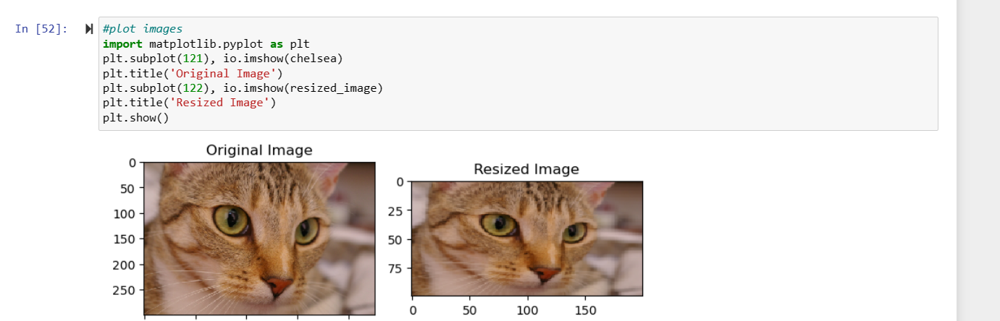 In [52]:
#plot images
import matplotlib.pyplot as plt
plt.subplot(121), io.imshow(chelsea)
plt.title('Original Image')
plt.subplot(122), io.imshow(resized_image)
plt.title('Resized Image')
plt.show()
Original Image
0
50
100
150
200
250
Resized Image
0
25
50
75
0 50 100 150